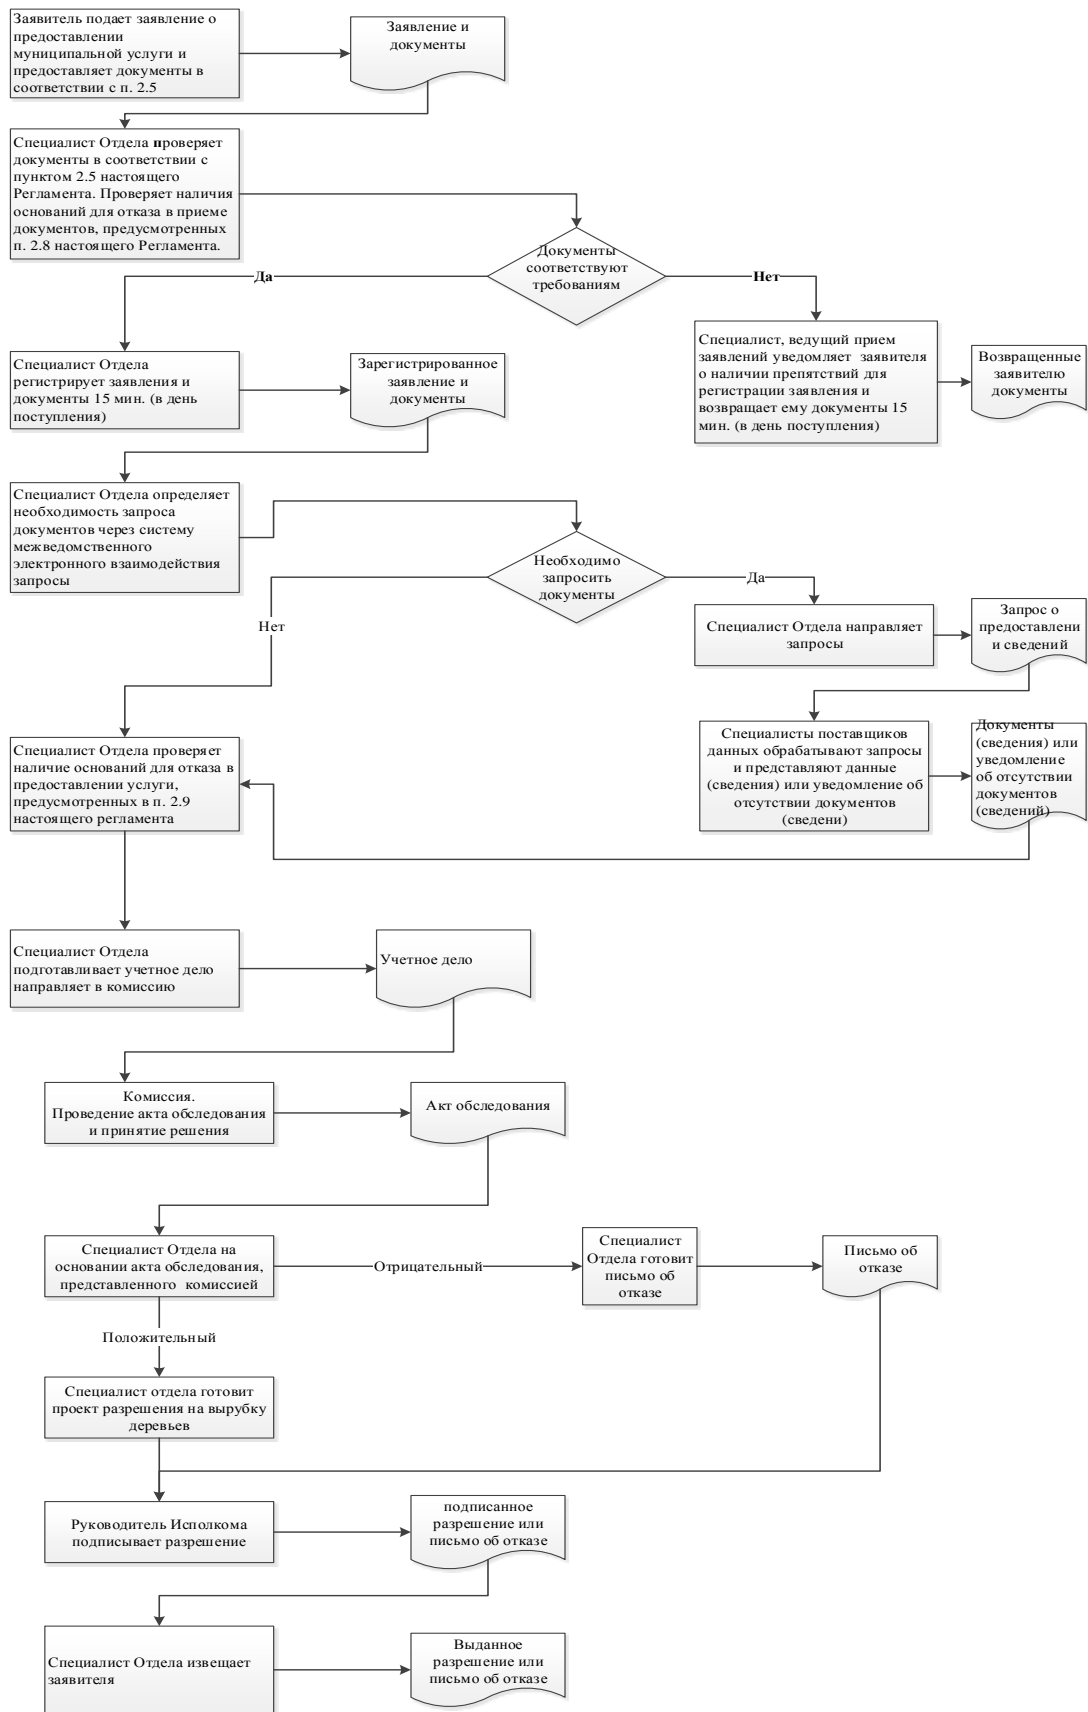 Заявитель подает заявление о
предоставлении
муниципальной услуги и
предоставляет документы в
соответствии с п. 2.5
Заявление и
документы
Специалист Отдела проверяет
документы в соответствии с
пунктом 2.5 настоящего
Регламента. Проверяет наличия
оснований для отказа в приеме
документов, предусмотренных
п. 2.8 настоящего Регламента.
Документы
соответствуют
требованиям
Да
Нет
Специалист Отдела
регистрирует заявления и
документы 15 мин. (в день
поступления)
Зарегистрированное
заявление и
документы
Специалист, ведущий прием
заявлений уведомляет заявителя
о наличии препятствий для
регистрации заявления и
возвращает ему документы 15
мин. (в день поступления)
Возвращенные
заявителю
документы
Специалист Отдела определяет
необходимость запроса
документов через систему
межведомственного
электронного взаимодействия
запросы
Необходимо
запросить
документы
Да
Нет
Специалист Отдела направляет
запросы
Запрос о
предоставлени
и сведений
Специалисты поставщиков
данных обрабатывают запросы
и представляют данные
(сведения) или уведомление об
отсутствии документов
(сведени)
Документы
(сведения) или
уведомление
об отсутствии
документов
(сведений)
Специалист Отдела проверяет
наличие оснований для отказа в
предоставлении услуги,
предусмотренных в п. 2.9
настоящего регламента
Специалист Отдела
подготавливает учетное дело
направляет в комиссию
Учетное дело
Комиссия.
Проведение акта обследования
и принятие решения
Акт обследования
Специалист Отдела на
основании акта обследования,
представленного комиссией
Отрицательный
Специалист
Отдела готовит
письмо об
отказе
Письмо об
отказе
Положительный
Специалист отдела готовит
проект разрешения на вырубку
деревьев
Руководитель Исполкома
подписывает разрешение
подписанное
разрешение или
письмо об отказе
Специалист Отдела извещает
заявителя
Выданное
разрешение или
письмо об отказе